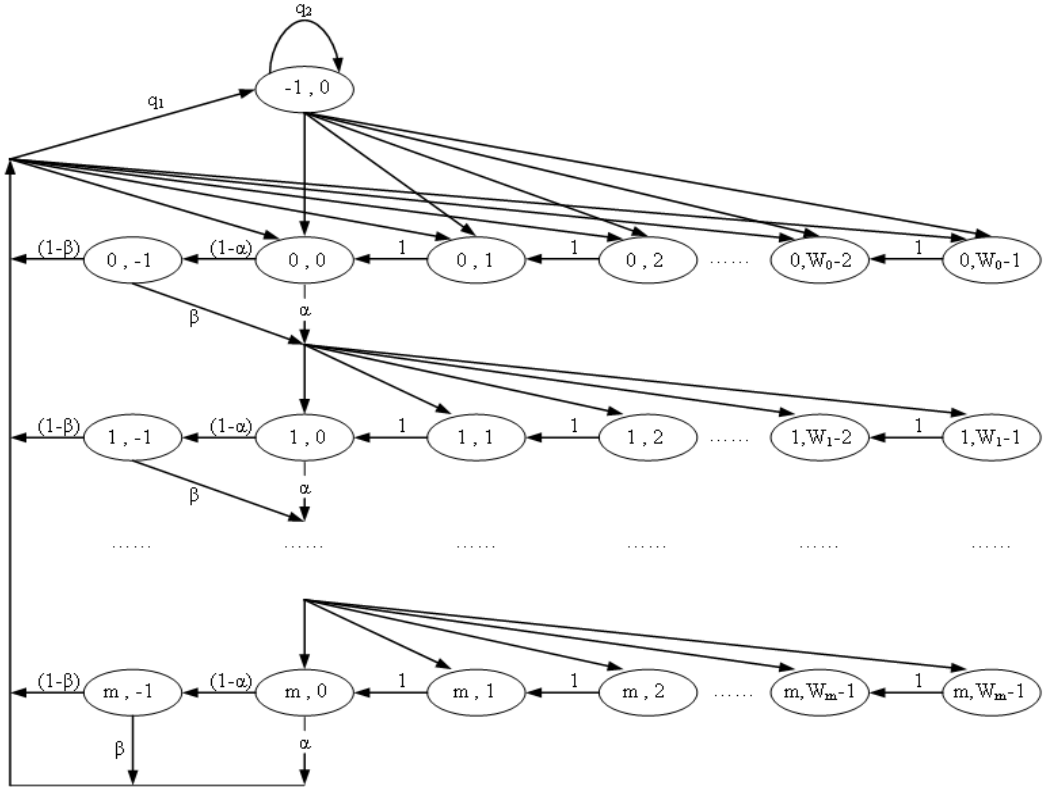 q₂
-1 , 0
q₁
(1-β) 0 , -1 (1-α) 0 , 0 1 0 , 1 1 0 , 2 …… 0,W₀-2 1 0,W₀-1
β α
(1-β) 1 , -1 (1-α) 1 , 0 1 1 , 1 1 1 , 2 …… 1,W₁-2 1 1,W₁-1
β α
…… …… …… …… …… ……
(1-β) m , -1 (1-α) m , 0 1 m , 1 1 m , 2 …… m,Wₘ-1 1 m,Wₘ-1
β α